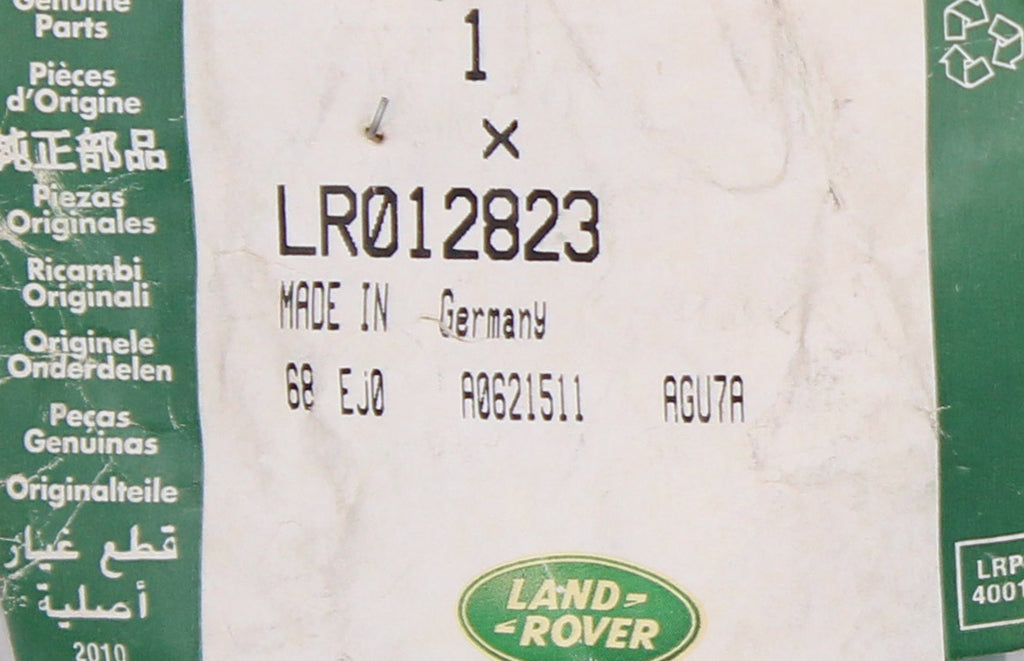 Genuine
Parts
Pièces
d'Origine
純正部品
Piezas
Originales
Ricambi
Originali
Originele
Onderdelen
Peças
Genuinas
Originalteile
قطع غيار
أصلية
2010
1
×
LR012823
MADE IN Germany
68 Ej0 A0621511 AGU7A
LAND-
-ROVER
LRP
4001